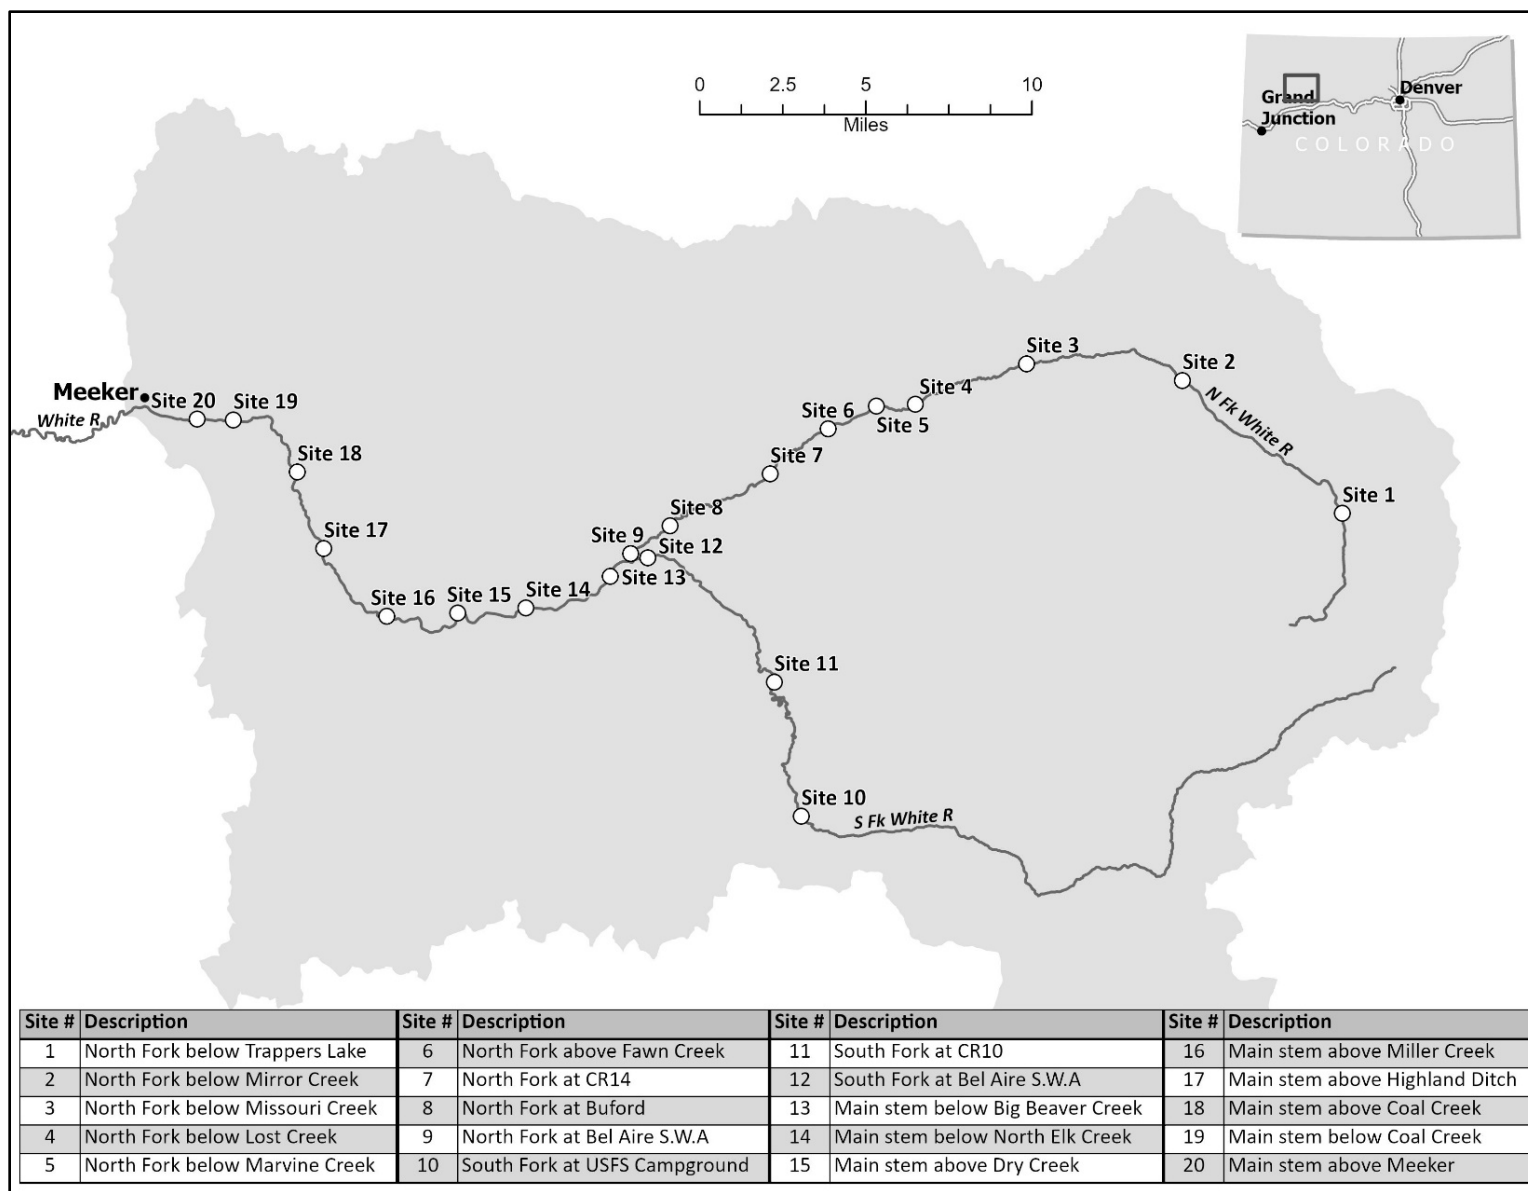 0 2.5 5 10
Miles
Grand
Junction
Denver
COLORADO
Site 3
Site 2
Site 4
N Fk White R
Meeker
Site 20
Site 19
White R
Site 6
Site 5
Site 18
Site 7
Site 1
Site 8
Site 17
Site 9
Site 12
Site 13
Site 16
Site 15
Site 14
Site 11
Site 10
S Fk White R
Site # Description Site # Description Site # Description Site # Description
1 North Fork below Trappers Lake 6 North Fork above Fawn Creek 11 South Fork at CR10 16 Main stem above Miller Creek
2 North Fork below Mirror Creek 7 North Fork at CR14 12 South Fork at Bel Aire S.W.A 17 Main stem above Highland Ditch
3 North Fork below Missouri Creek 8 North Fork at Buford 13 Main stem below Big Beaver Creek 18 Main stem above Coal Creek
4 North Fork below Lost Creek 9 North Fork at Bel Aire S.W.A 14 Main stem below North Elk Creek 19 Main stem below Coal Creek
5 North Fork below Marvine Creek 10 South Fork at USFS Campground 15 Main stem above Dry Creek 20 Main stem above Meeker